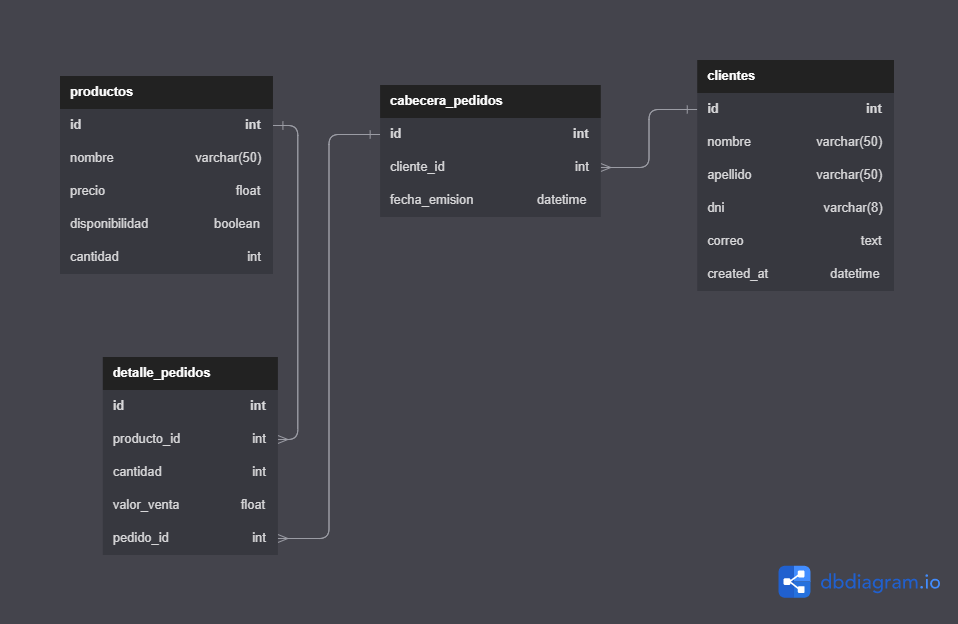 productos
id int
nombre varchar(50)
precio float
disponibilidad boolean
cantidad int
cabecera_pedidos
id int
cliente_id int
fecha_emision datetime
clientes
id int
nombre varchar(50)
apellido varchar(50)
dni varchar(8)
correo text
created_at datetime
detalle_pedidos
id int
producto_id int
cantidad int
valor_venta float
pedido_id int
dbdiagram.io